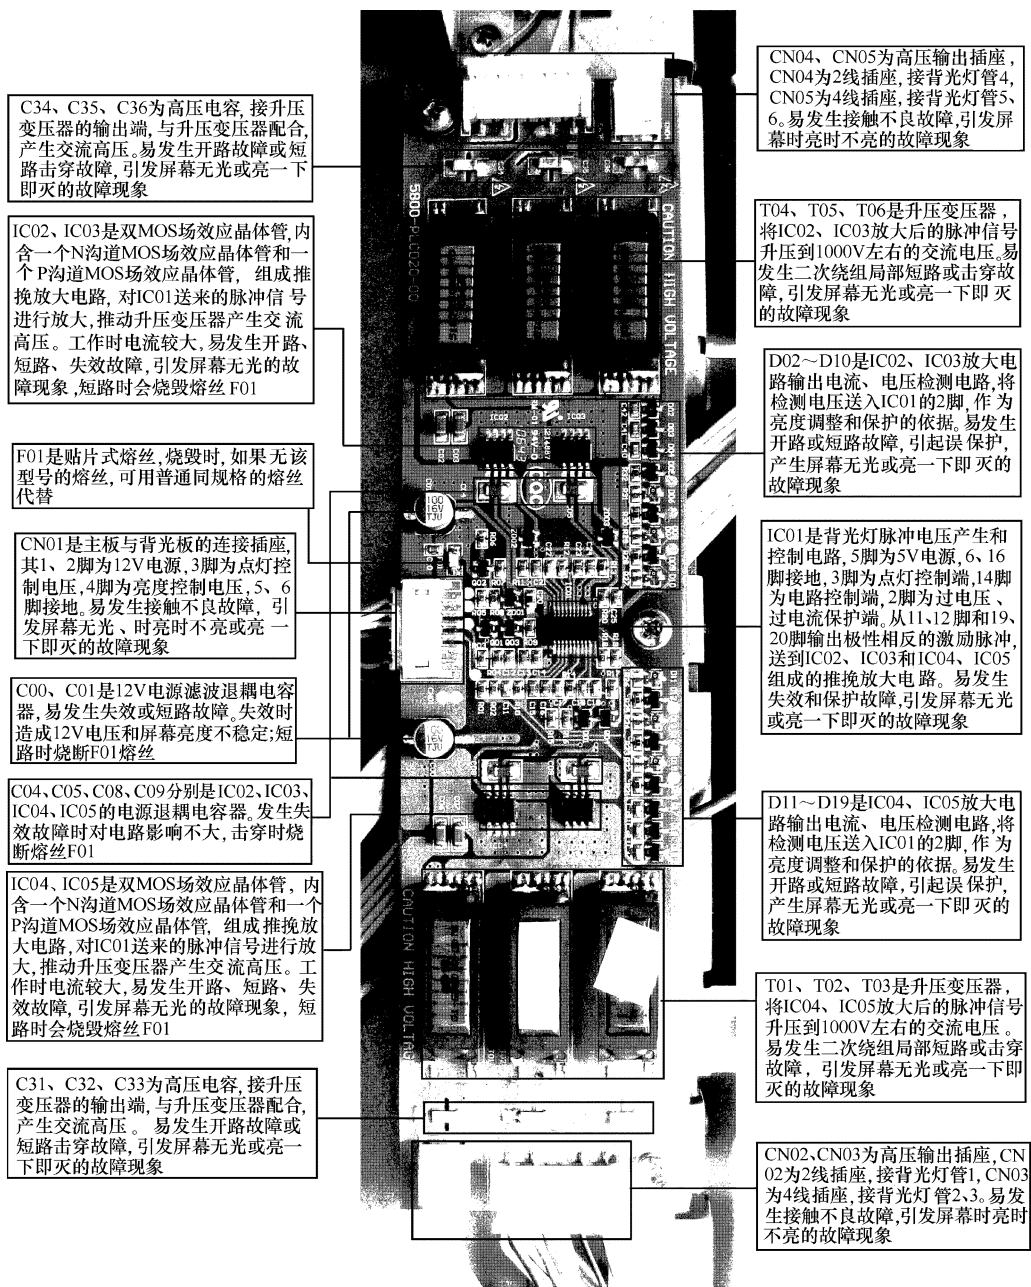 C34、C35、C36为高压电容, 接升压
变压器的输出端, 与升压变压器配合,
产生交流高压。易发生开路故障或短
路击穿故障, 引发屏幕无光或亮一下
即灭的故障现象
IC02、IC03是双MOS场效应晶体管, 内
含一个N沟道MOS场效应晶体管和一
个P沟道MOS场效应晶体管, 组成推
挽放大电路, 对IC01送来的脉冲信号
进行放大, 推动升压变压器产生交流
高压。工作时电流较大, 易发生开路、
短路、失效故障, 引发屏幕无光的故
障现象, 短路时会烧毁熔丝F01
F01是贴片式熔丝, 烧毁时, 如果无该
型号的熔丝, 可用普通同规格的熔丝
代替
CN01是主板与背光板的连接插座,
其1、2脚为12V电源, 3脚为点灯控
制电压, 4脚为亮度控制电压, 5、6
脚接地。易发生接触不良故障, 引
发屏幕无光、时亮时不亮或亮一
下即灭的故障现象
C00、C01是12V电源滤波退耦电容
器, 易发生失效或短路故障。失效时
造成12V电压和屏幕亮度不稳定; 短
路时烧断F01熔丝
C04、C05、C08、C09分别是IC02、IC03、
IC04、IC05的电源退耦电容器。发生失
效故障时对电路影响不大, 击穿时烧
断熔丝F01
IC04、IC05是双MOS场效应晶体管, 内
含一个N沟道MOS场效应晶体管和一个
P沟道MOS场效应晶体管, 组成推挽放
大电路, 对IC01送来的脉冲信号进行放
大, 推动升压变压器产生交流高压。工
作时电流较大, 易发生开路、短路、失
效故障, 引发屏幕无光的故障现象, 短
路时会烧毁熔丝F01
C31、C32、C33为高压电容, 接升压
变压器的输出端, 与升压变压器配合,
产生交流高压。易发生开路故障或
短路击穿故障, 引发屏幕无光或亮一
下即灭的故障现象
CAUTION HIGH VOLTAGE
IC02
IC03
100
16V
TJU
CAUTION HIGH VOLTAG
CN04、CN05为高压输出插座,
CN04为2线插座, 接背光灯管4,
CN05为4线插座, 接背光灯管5、
6。易发生接触不良故障, 引发屏
幕时亮时不亮的故障现象
T04、T05、T06是升压变压器,
将IC02、IC03放大后的脉冲信号
升压到1000V左右的交流电压。易
发生二次绕组局部短路或击穿故
障, 引发屏幕无光或亮一下即灭
的故障现象
D02～D10是IC02、IC03放大电
路输出电流、电压检测电路, 将
检测电压送入IC01的2脚, 作为
亮度调整和保护的依据。易发生
开路或短路故障, 引起误保护,
产生屏幕无光或亮一下即灭的
故障现象
IC01是背光灯脉冲电压产生和
控制电路, 5脚为5V电源, 6、16
脚接地, 3脚为点灯控制端, 14脚
为电路控制端, 2脚为过电压、
过电流保护端。从11、12脚和19、
20脚输出极性相反的激励脉冲,
送到IC02、IC03和IC04、IC05
组成的推挽放大电路。易发生
失效和保护故障, 引发屏幕无光
或亮一下即灭的故障现象
D11～D19是IC04、IC05放大电
路输出电流、电压检测电路, 将
检测电压送入IC01的2脚, 作为
亮度调整和保护的依据。易发生
开路或短路故障, 引起误保护,
产生屏幕无光或亮一下即灭的
故障现象
T01、T02、T03是升压变压器,
将IC04、IC05放大后的脉冲信号
升压到1000V左右的交流电压。
易发生二次绕组局部短路或击穿
故障, 引发屏幕无光或亮一下即
灭的故障现象
CN02、CN03为高压输出插座, CN
02为2线插座, 接背光灯管1, CN03
为4线插座, 接背光灯管2、3。易发
生接触不良故障, 引发屏幕时亮时
不亮的故障现象